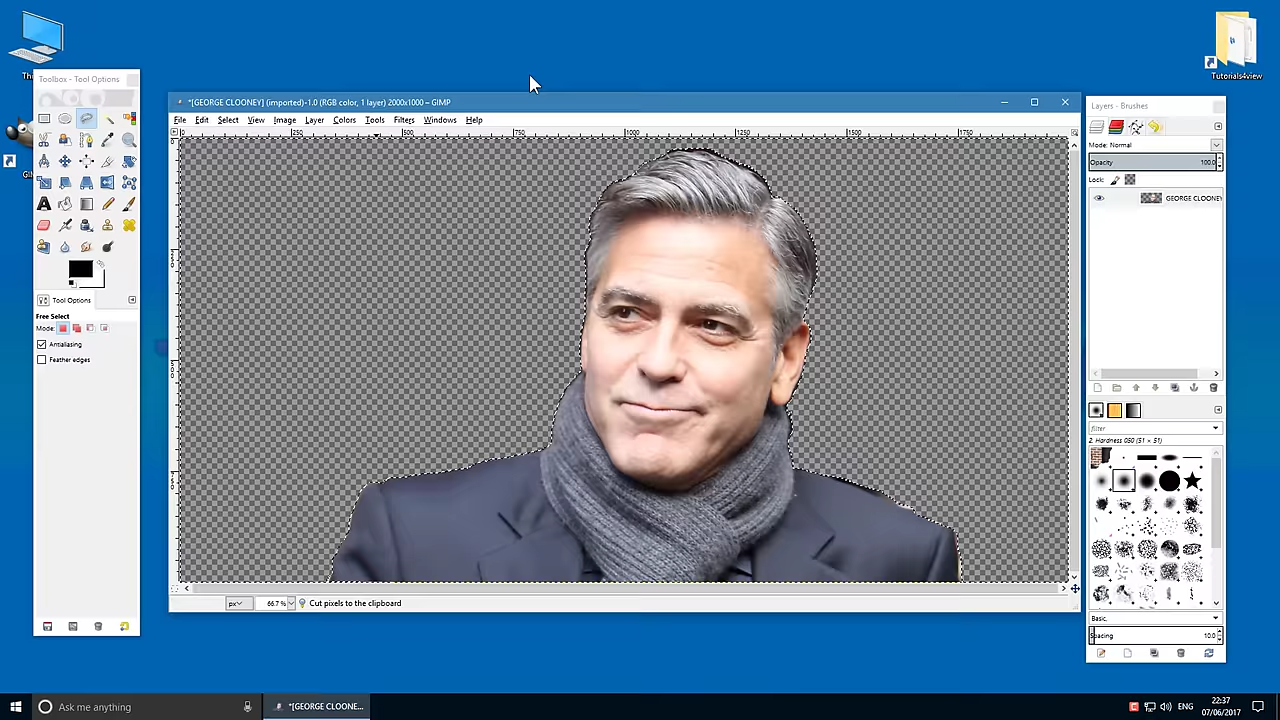 Toolbox - Tool Options
Tutorials4view
*[GEORGE CLOONEY] (imported)-1.0 (RGB color, 1 layer) 2000x1000 – GIMP
File Edit Select View Image Layer Colors Tools Filters Windows Help
Layers - Brushes
Mode: Normal
Opacity 100.0
Lock:
GEORGE CLOONEY
Tool Options
Free Select
Mode:
Antialiasing
Feather edges
filter
2. Hardness 050 (51 × 51)
Basic,
Spacing 10.0
px 66.7 % Cut pixels to the clipboard
Ask me anything
*[GEORGE CLOONE...
ENG
22:37
07/06/2017